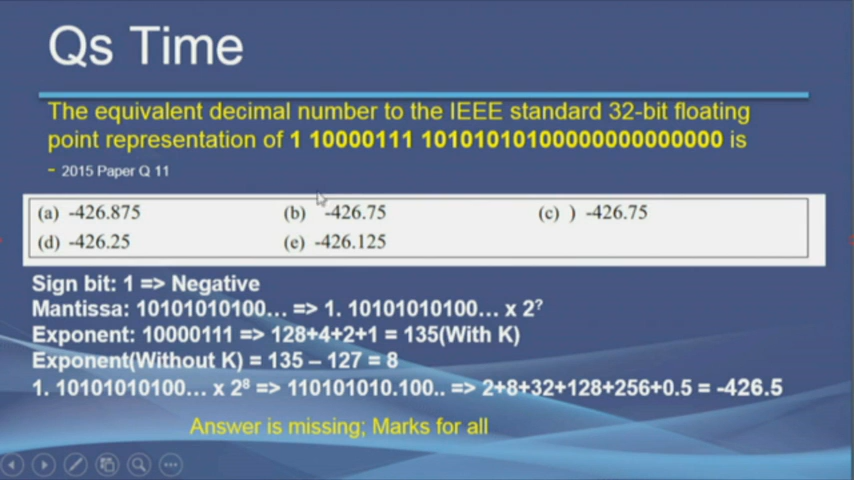 Qs Time
The equivalent decimal number to the IEEE standard 32-bit floating
point representation of 1 10000111 10101010100000000000000 is
- 2015 Paper Q 11
(a) -426.875 (b) -426.75 (c) ) -426.75
(d) -426.25 (e) -426.125
Sign bit: 1 => Negative
Mantissa: 10101010100... => 1. 10101010100... x 2?
Exponent: 10000111 => 128+4+2+1 = 135(With K)
Exponent(Without K) = 135 – 127 = 8
1. 10101010100... x 2⁸ => 110101010.100.. => 2+8+32+128+256+0.5 = -426.5
Answer is missing; Marks for all